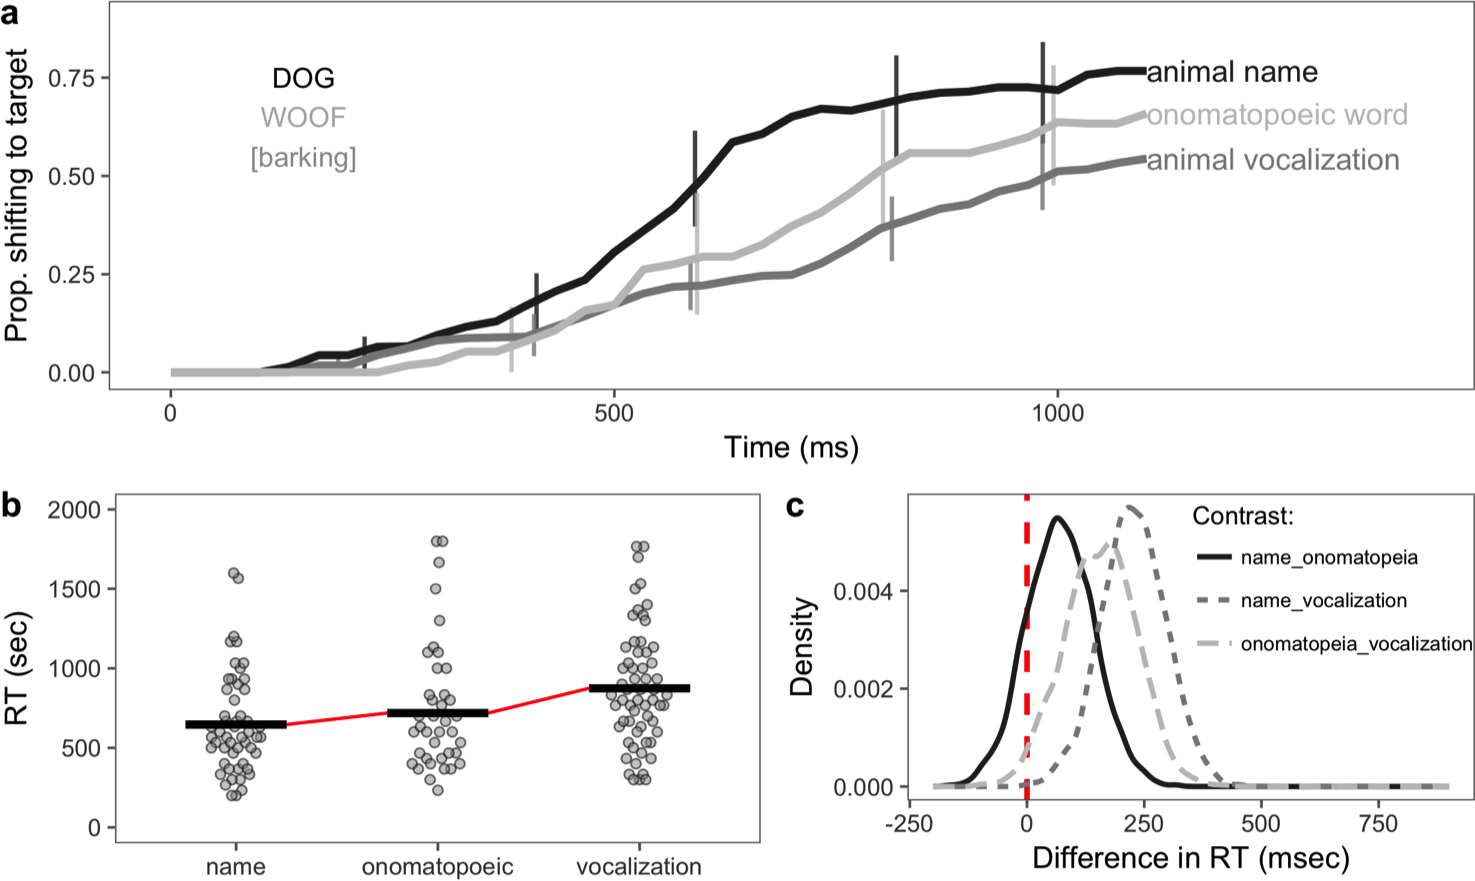 a
Prop. shifting to target
0.75
0.50
0.25
0.00
DOG
WOOF
[barking]
animal name
onomatopoeic word
animal vocalization
0
500
1000
Time (ms)
b
RT (sec)
2000
1500
1000
500
0
name
onomatopoeic
vocalization
c
Density
0.004
0.002
0.000
Contrast:
name_onomatopeia
name_vocalization
onomatopeia_vocalization
-250
0
250
500
750
Difference in RT (msec)